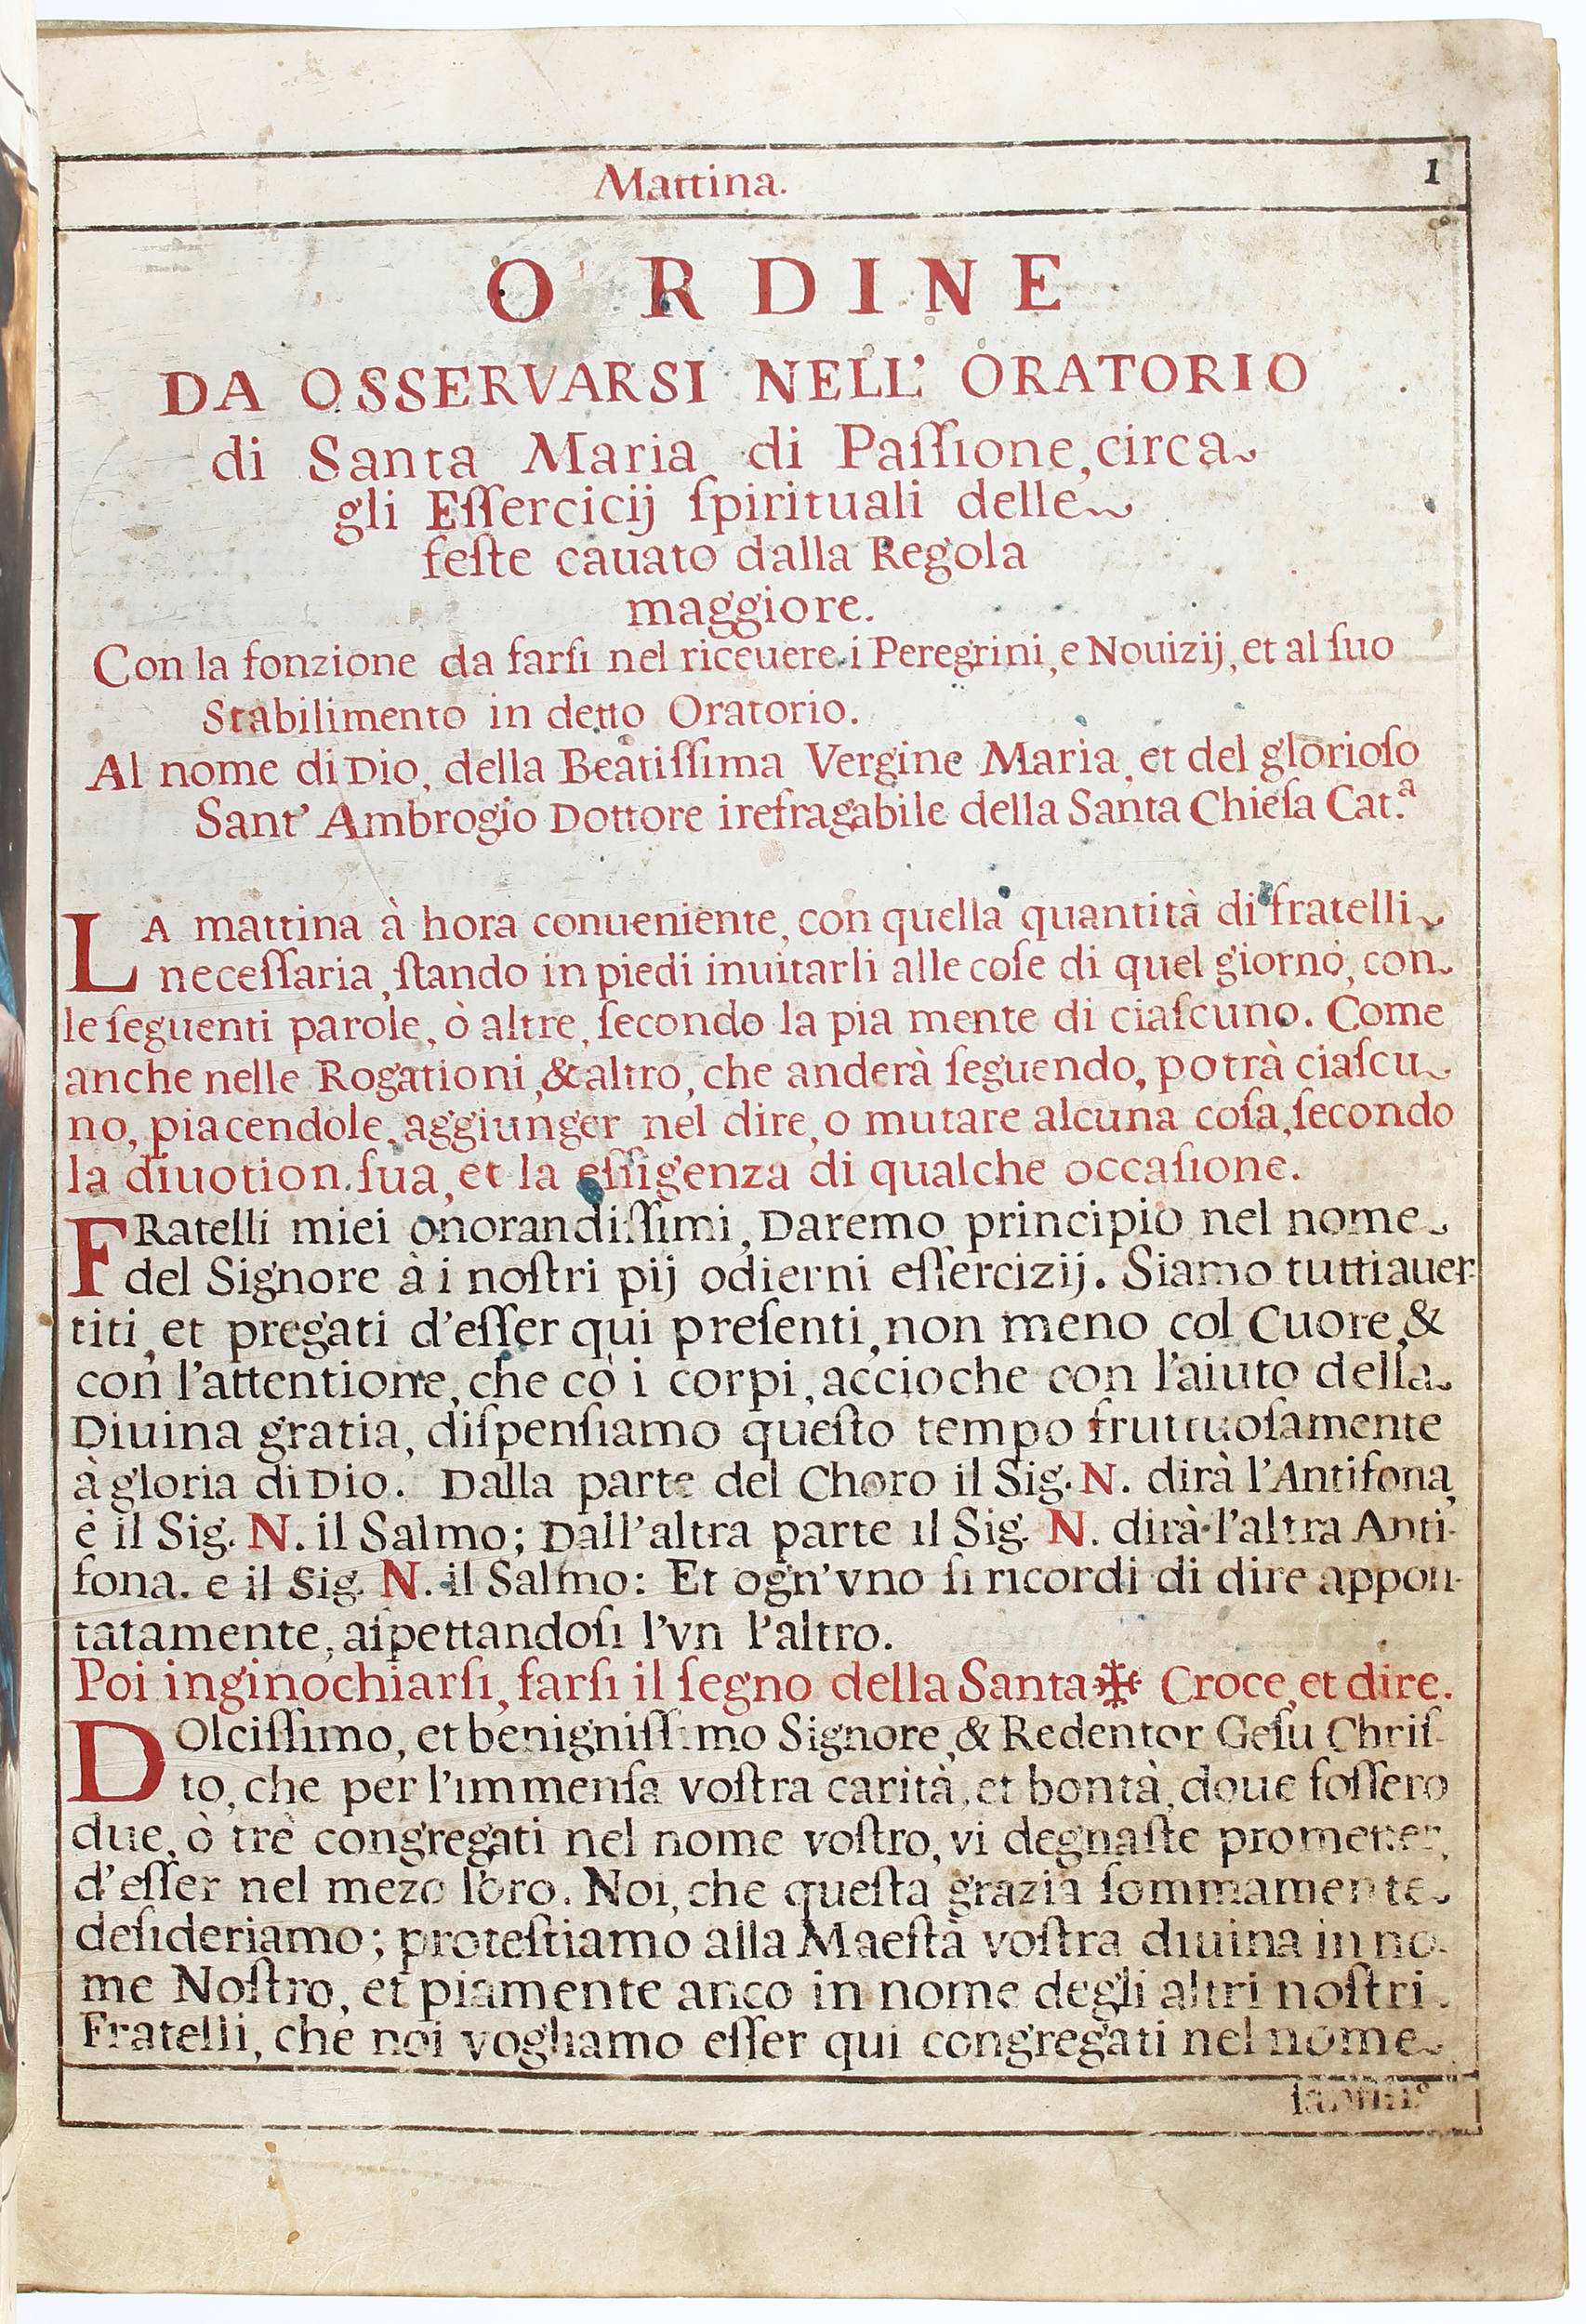 Mattina. 1
O R D I N E
DA OSSERVARSI NELL' ORATORIO
di Santa Maria di Paſſione, circa
gli Eſſercicij ſpirituali delle
feſte cauato dalla Regola
maggiore.
Con la fonzione da farſi nel riceuere i Peregrini, e Nouizij, et al ſuo
Stabilimento in detto Oratorio.
Al nome di Dio, della Beatiſſima Vergine Maria, et del glorioſo
Sant' Ambrogio Dottore irefragabile della Santa Chieſa Cat.ª
LA mattina à hora conueniente, con quella quantità di fratelli
neceſſaria, ſtando in piedi inuitarli alle coſe di quel giorno, con
le ſeguenti parole, ò altre, ſecondo la pia mente di ciaſcuno. Come
anche nelle Rogationi, & altro, che anderà ſeguendo, potrà ciaſcu
no, piacendole, aggiunger nel dire, o mutare alcuna coſa, ſecondo
la diuotion ſua, et la eſſigenza di qualche occaſione.
FRatelli miei onorandiſſimi, Daremo principio nel nome
del Signore à i noſtri pij odierni eſſercizij. Siamo tutti auer-
titi, et pregati d'eſſer qui preſenti, non meno col Cuore, &
con l'attentione, che cò i corpi, accioche con l'aiuto della
Diuina gratia, diſpenſiamo queſto tempo fruttuoſamente
à gloria di Dio. Dalla parte del Choro il Sig. N. dirà l'Antifona,
e il Sig. N. il Salmo; Dall'altra parte il Sig. N. dirà l'altra Anti-
fona. e il Sig. N. il Salmo: Et ogn'vno ſi ricordi di dire appon-
tatamente, aſpettandoſi l'vn l'altro.
Poi inginochiarſi, farſi il ſegno della Santa ✠ Croce, et dire.
DOlciſſimo, et benigniſſimo Signore, & Redentor Geſu Chriſ-
to, che per l'immenſa voſtra carità, et bontà, doue foſſero
due, ò trè congregati nel nome voſtro, vi degnaſte prometter,
d'eſſer nel mezo loro. Noi, che queſta grazia ſommamente
deſideriamo; proteſtiamo alla Maeſtà voſtra diuina in no-
me Noſtro, et piamente anco in nome degli altri noſtri
Fratelli, che noi vogliamo eſſer qui congregati nel nome